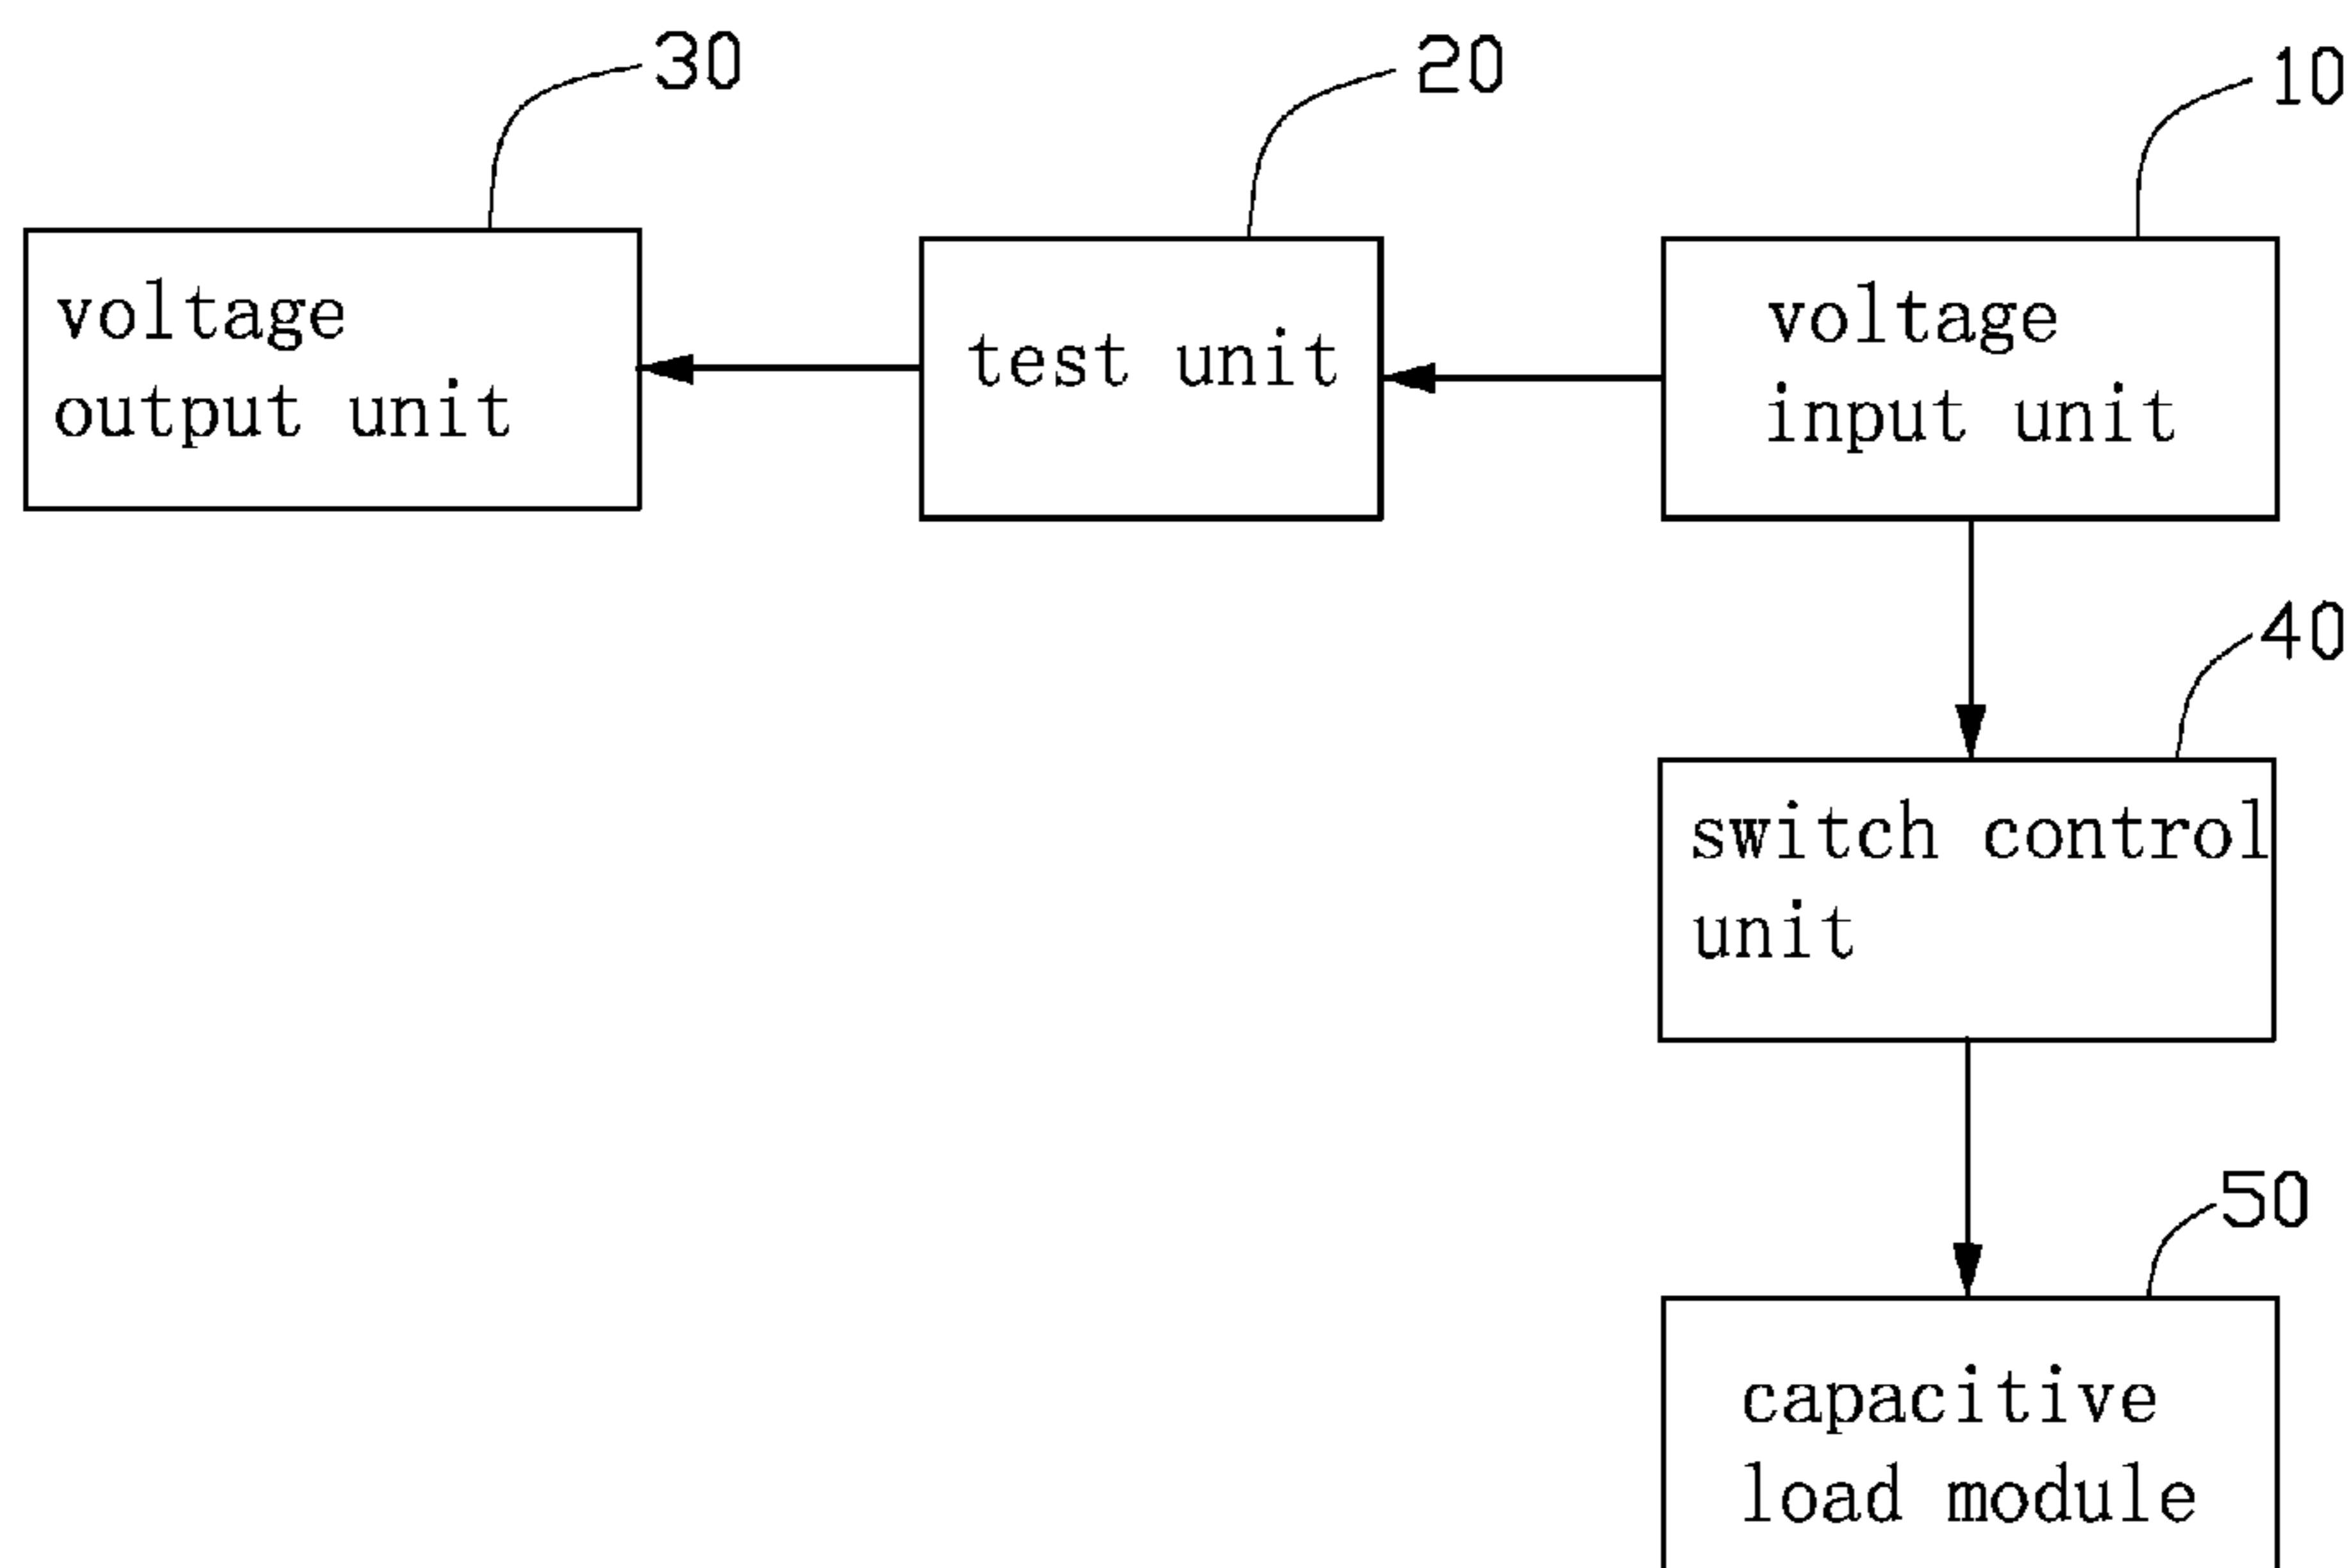 30
20
10
voltage
output unit
test unit
voltage
input unit
40
switch control
unit
50
capacitive
load module